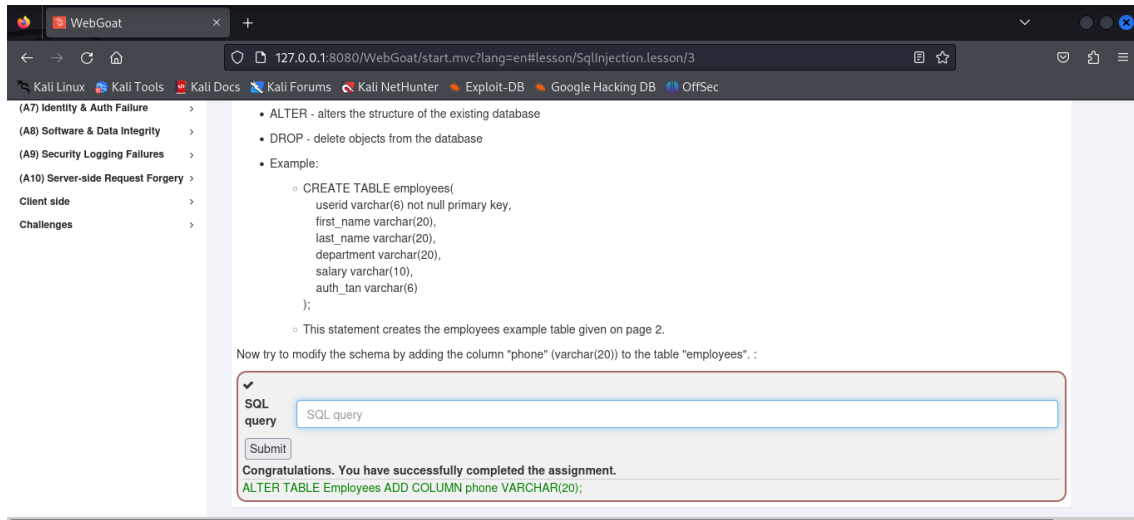 WebGoat
127.0.0.1:8080/WebGoat/start.mvc?lang=en#lesson/SqlInjection.lesson/3
Kali Linux Kali Tools Kali Docs Kali Forums Kali NetHunter Exploit-DB Google Hacking DB OffSec
(A7) Identity & Auth Failure
(A8) Software & Data Integrity
(A9) Security Logging Failures
(A10) Server-side Request Forgery
Client side
Challenges
• ALTER - alters the structure of the existing database
• DROP - delete objects from the database
• Example:
◦ CREATE TABLE employees(
userid varchar(6) not null primary key,
first_name varchar(20),
last_name varchar(20),
department varchar(20),
salary varchar(10),
auth_tan varchar(6)
);
◦ This statement creates the employees example table given on page 2.
Now try to modify the schema by adding the column "phone" (varchar(20)) to the table "employees". :
SQL
query
SQL query
Submit
Congratulations. You have successfully completed the assignment.
ALTER TABLE Employees ADD COLUMN phone VARCHAR(20);